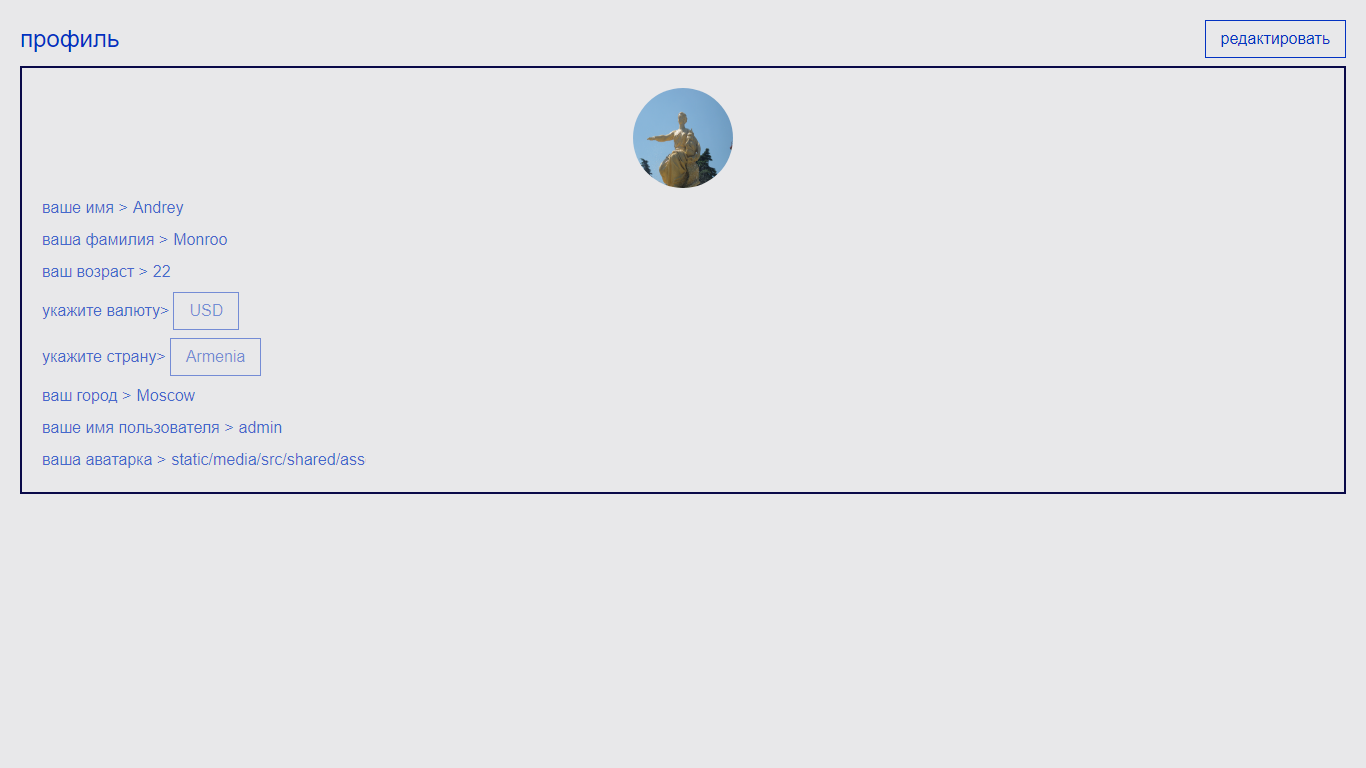 профиль
редактировать
ваше имя > Andrey
ваша фамилия > Monroo
ваш возраст > 22
укажите валюту> USD
укажите страну> Armenia
ваш город > Moscow
ваше имя пользователя > admin
ваша аватарка > static/media/src/shared/ass